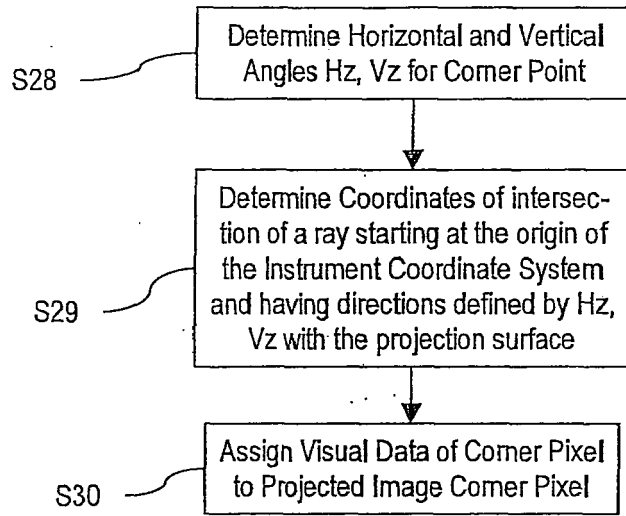 Determine Horizontal and Vertical
Angles Hz, Vz for Corner Point
S28
Determine Coordinates of intersec-
tion of a ray starting at the origin of
the Instrument Coordinate System
and having directions defined by Hz,
Vz with the projection surface
S29
Assign Visual Data of Corner Pixel
to Projected Image Corner Pixel
S30